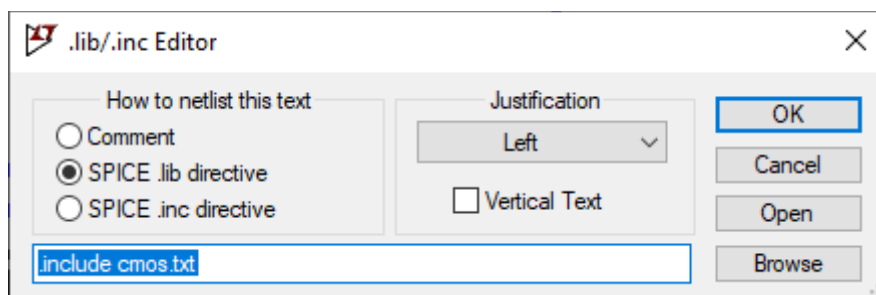 .lib/.inc Editor
How to netlist this text
Comment
SPICE .lib directive
SPICE .inc directive
Justification
Left
Vertical Text
OK
Cancel
Open
Browse
.include cmos.txt